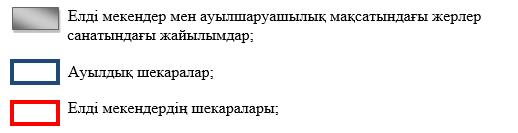 Елді мекендер мен ауылшаруашылық мақсатындағы жерлер
санатындағы жайылымдар;
Ауылдық шекаралар;
Елді мекендердің шекаралары;